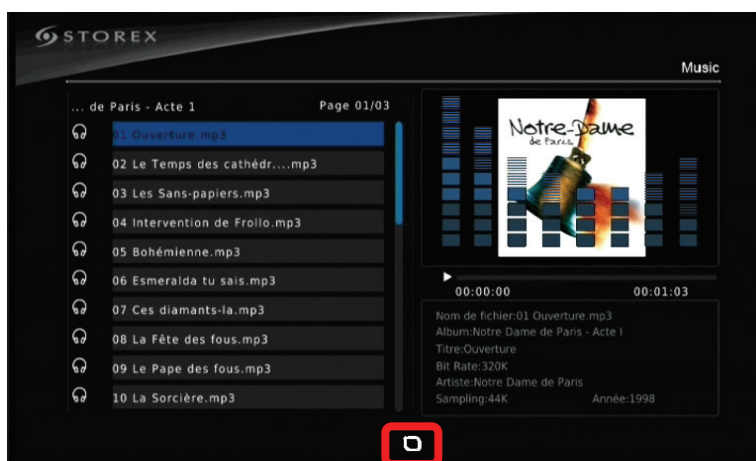 STOREX
Music
... de Paris - Acte 1 Page 01/03
01 Ouverture.mp3
02 Le Temps des cathédr....mp3
03 Les Sans-papiers.mp3
04 Intervention de Frollo.mp3
05 Bohémienne.mp3
06 Esmeralda tu sais.mp3
07 Ces diamants-la.mp3
08 La Fête des fous.mp3
09 Le Pape des fous.mp3
10 La Sorcière.mp3
Notre-Dame
de Paris
00:00:00 00:01:03
Nom de fichier:01 Ouverture.mp3
Album:Notre Dame de Paris - Acte I
Titre:Ouverture
Bit Rate:320K
Artiste:Notre Dame de Paris
Sampling:44K Année:1998